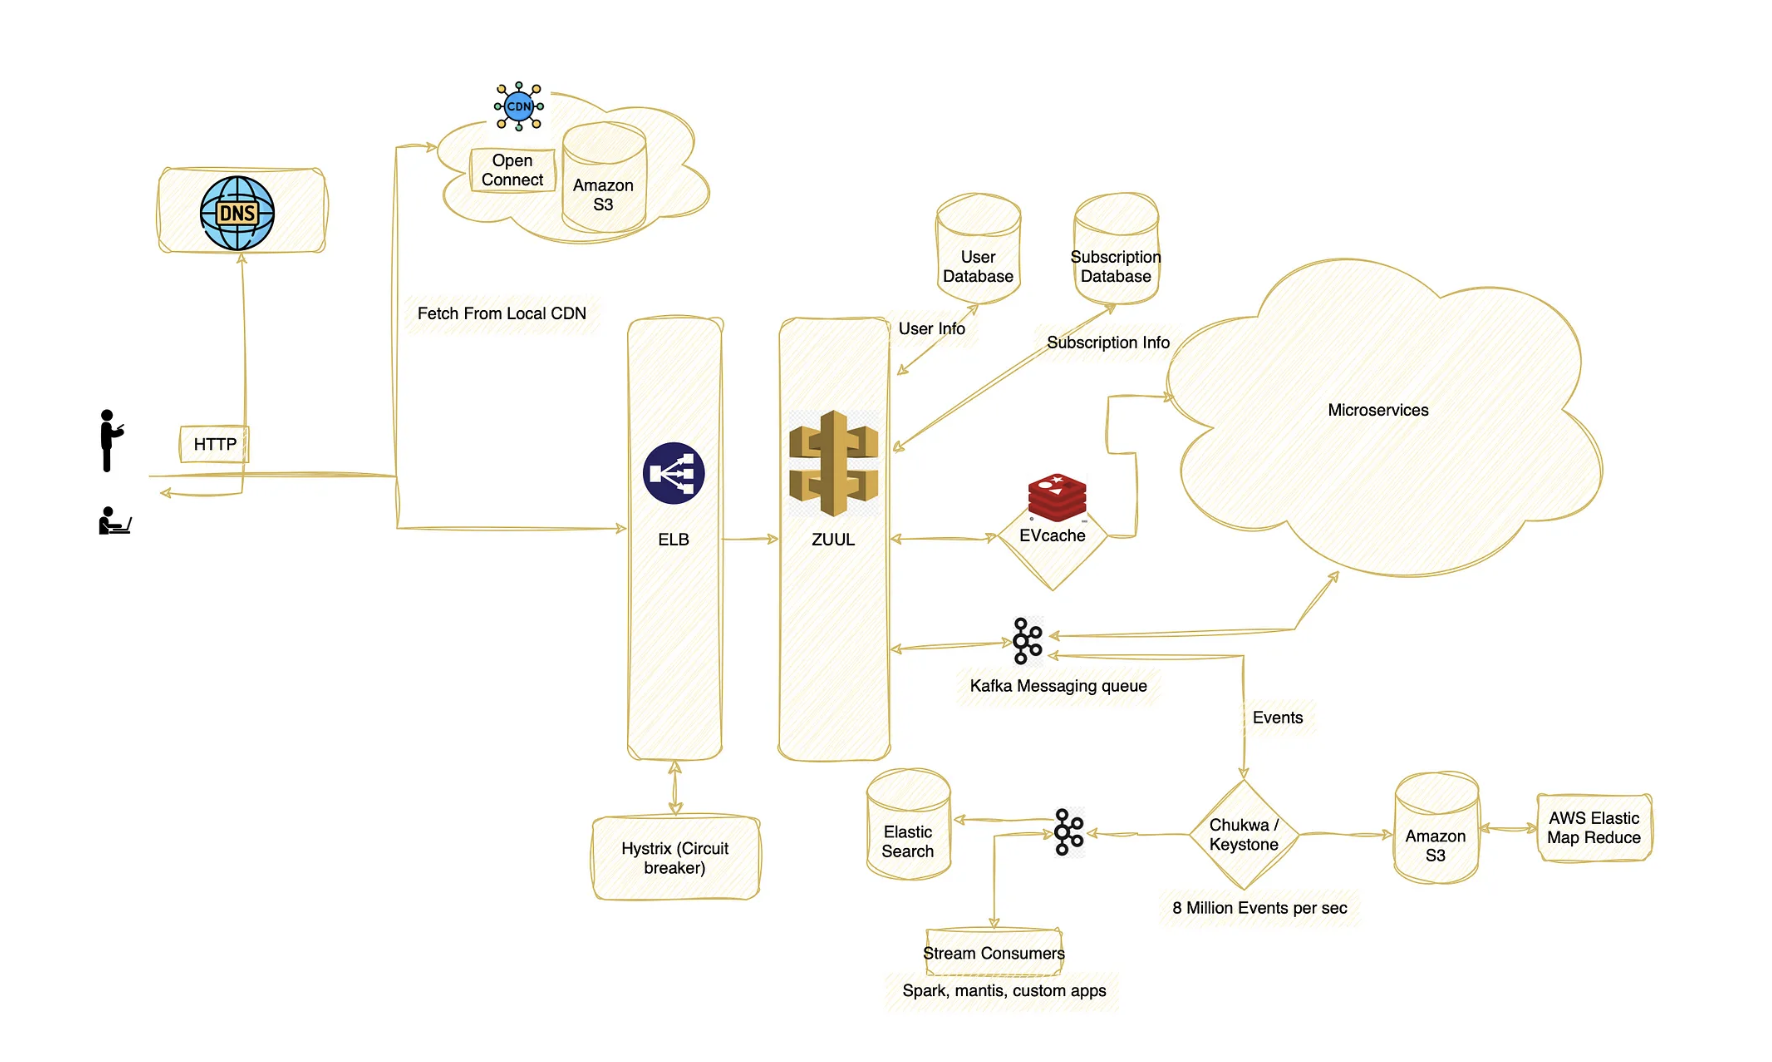 CDN
Open
Connect
Amazon
S3
DNS
User
Database
Subscription
Database
Fetch From Local CDN
User Info
Subscription Info
Microservices
HTTP
ELB
ZUUL
EVcache
Kafka Messaging queue
Events
Hystrix (Circuit
breaker)
Elastic
Search
Chukwa /
Keystone
Amazon
S3
AWS Elastic
Map Reduce
8 Million Events per sec
Stream Consumers
Spark, mantis, custom apps